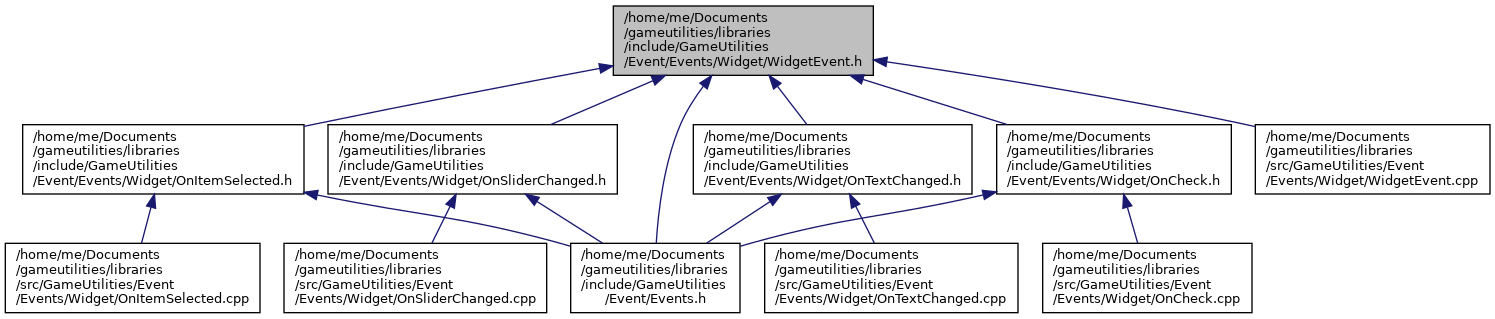 /home/me/Documents
/gameutilities/libraries
/include/GameUtilities
/Event/Events/Widget/WidgetEvent.h
/home/me/Documents
/gameutilities/libraries
/include/GameUtilities
/Event/Events/Widget/OnItemSelected.h
/home/me/Documents
/gameutilities/libraries
/include/GameUtilities
/Event/Events/Widget/OnSliderChanged.h
/home/me/Documents
/gameutilities/libraries
/include/GameUtilities
/Event/Events/Widget/OnTextChanged.h
/home/me/Documents
/gameutilities/libraries
/include/GameUtilities
/Event/Events/Widget/OnCheck.h
/home/me/Documents
/gameutilities/libraries
/src/GameUtilities/Event
/Events/Widget/WidgetEvent.cpp
/home/me/Documents
/gameutilities/libraries
/src/GameUtilities/Event
/Events/Widget/OnItemSelected.cpp
/home/me/Documents
/gameutilities/libraries
/src/GameUtilities/Event
/Events/Widget/OnSliderChanged.cpp
/home/me/Documents
/gameutilities/libraries
/include/GameUtilities
/Event/Events.h
/home/me/Documents
/gameutilities/libraries
/src/GameUtilities/Event
/Events/Widget/OnTextChanged.cpp
/home/me/Documents
/gameutilities/libraries
/src/GameUtilities/Event
/Events/Widget/OnCheck.cpp